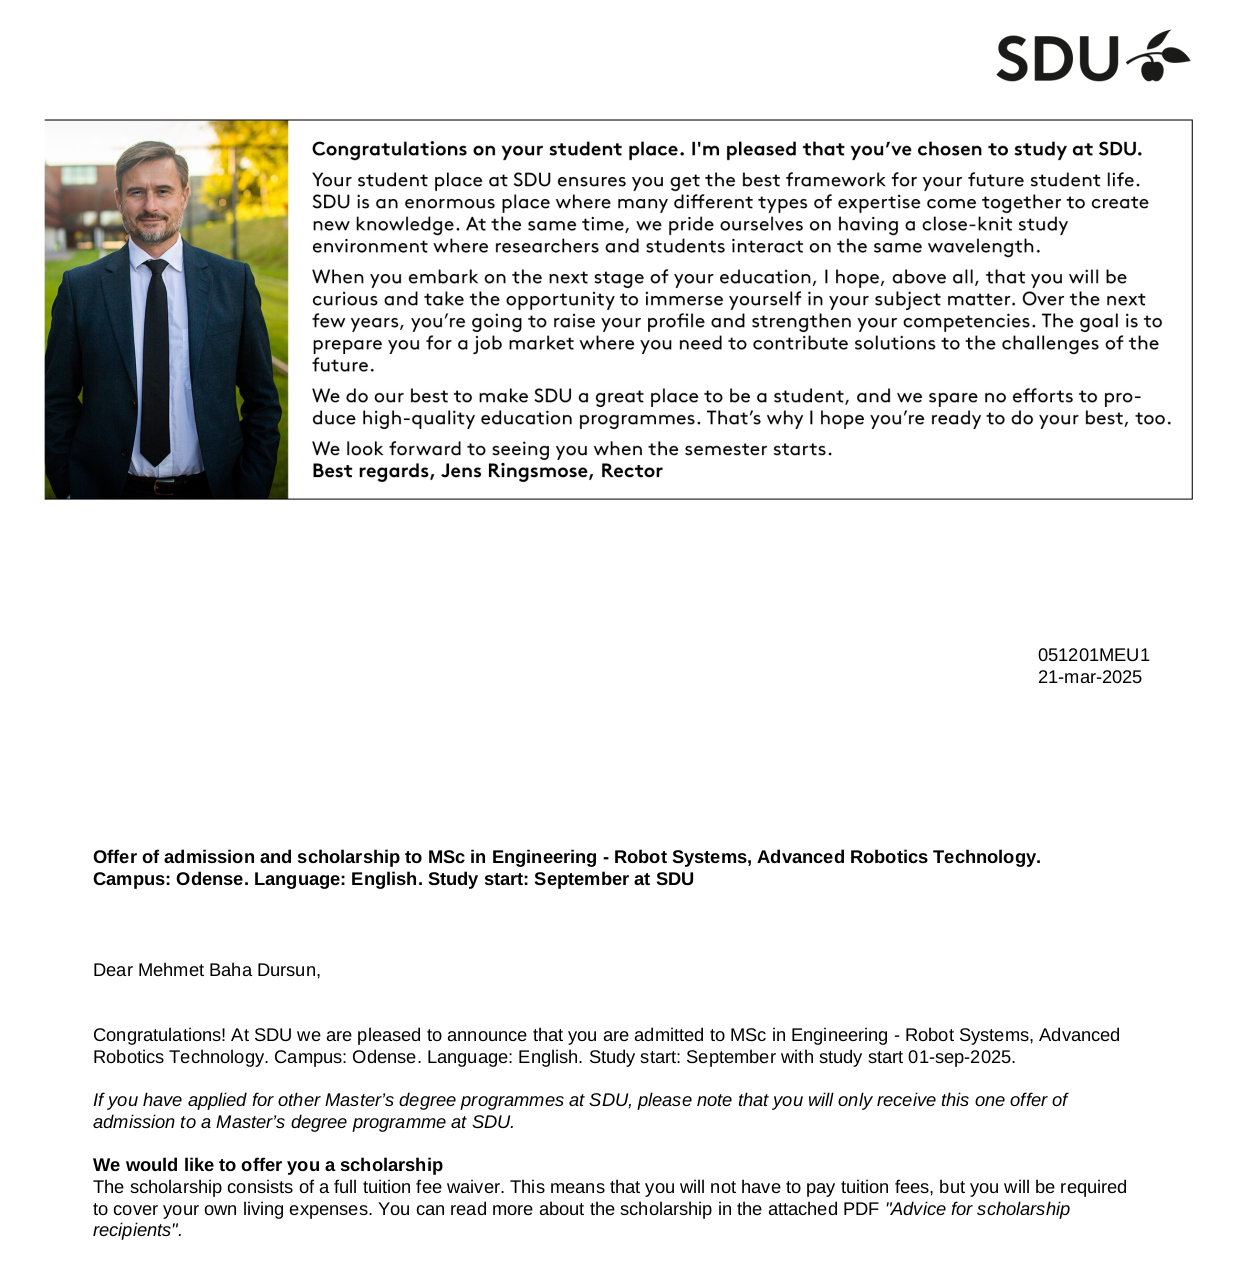 SDU
Congratulations on your student place. I'm pleased that you’ve chosen to study at SDU.
Your student place at SDU ensures you get the best framework for your future student life.
SDU is an enormous place where many different types of expertise come together to create
new knowledge. At the same time, we pride ourselves on having a close-knit study
environment where researchers and students interact on the same wavelength.
When you embark on the next stage of your education, I hope, above all, that you will be
curious and take the opportunity to immerse yourself in your subject matter. Over the next
few years, you’re going to raise your profile and strengthen your competencies. The goal is to
prepare you for a job market where you need to contribute solutions to the challenges of the
future.
We do our best to make SDU a great place to be a student, and we spare no efforts to pro-
duce high-quality education programmes. That’s why I hope you’re ready to do your best, too.
We look forward to seeing you when the semester starts.
Best regards, Jens Ringsmose, Rector
051201MEU1
21-mar-2025
Offer of admission and scholarship to MSc in Engineering - Robot Systems, Advanced Robotics Technology.
Campus: Odense. Language: English. Study start: September at SDU
Dear Mehmet Baha Dursun,
Congratulations! At SDU we are pleased to announce that you are admitted to MSc in Engineering - Robot Systems, Advanced
Robotics Technology. Campus: Odense. Language: English. Study start: September with study start 01-sep-2025.
If you have applied for other Master’s degree programmes at SDU, please note that you will only receive this one offer of
admission to a Master’s degree programme at SDU.
We would like to offer you a scholarship
The scholarship consists of a full tuition fee waiver. This means that you will not have to pay tuition fees, but you will be required
to cover your own living expenses. You can read more about the scholarship in the attached PDF "Advice for scholarship
recipients".